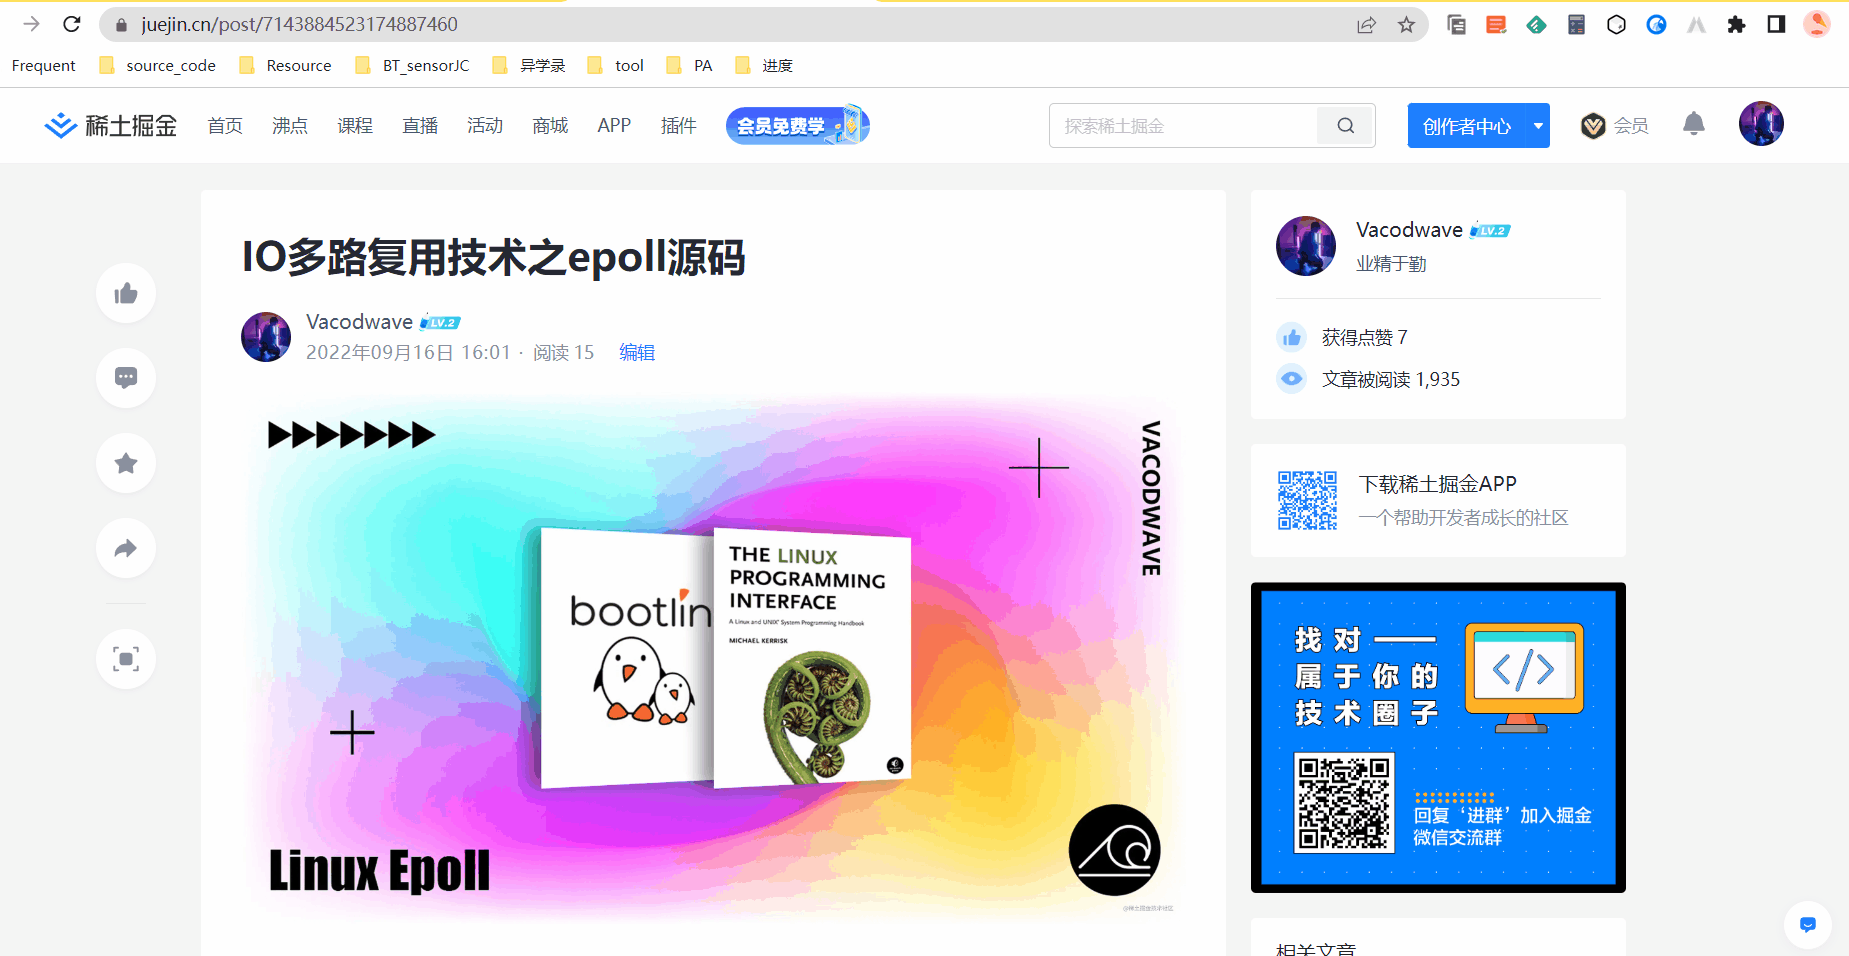 juejin.cn/post/7143884523174887460
Frequent source_code Resource BT_sensorJC 异学录 tool PA 进度
稀土掘金 首页 沸点 课程 直播 活动 商城 APP 插件 会员免费学 探索稀土掘金 创作者中心 会员
IO多路复用技术之epoll源码
Vacodwave LV.2
2022年09月16日 16:01 · 阅读 15 编辑
VACODWAVE
bootlin
THE LINUX
PROGRAMMING
INTERFACE
A Linux and UNIX® System Programming Handbook
MICHAEL KERRISK
Linux Epoll
@稀土掘金技术社区
Vacodwave LV.2
业精于勤
获得点赞 7
文章被阅读 1,935
下载稀土掘金APP
一个帮助开发者成长的社区
找对——
属于你的
技术圈子
</>
回复‘进群’加入掘金
微信交流群
相关文章